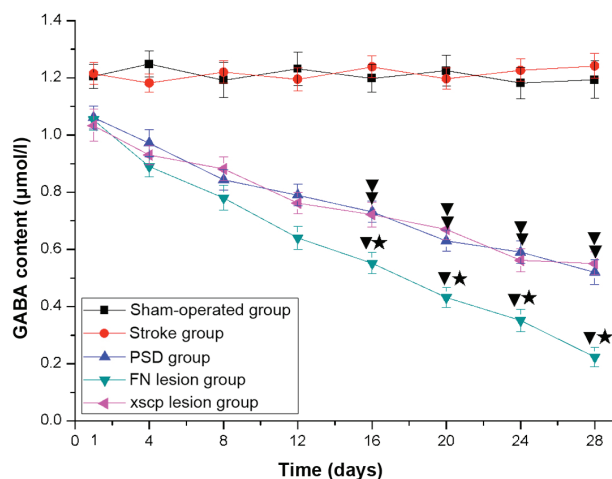 1.4
1.2
1.0
0.8
0.6
0.4
0.2
0.0
GABA content (μmol/l)
Sham-operated group
Stroke group
PSD group
FN lesion group
xscp lesion group
0 1 4 8 12 16 20 24 28
Time (days)